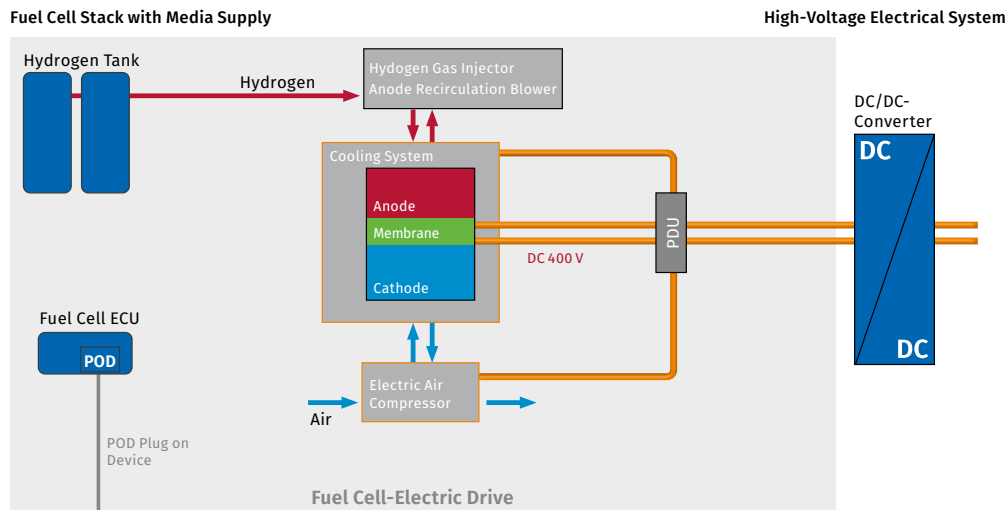 Fuel Cell Stack with Media Supply
High-Voltage Electrical System
Hydrogen Tank
Hydrogen
Hydogen Gas Injector
Anode Recirculation Blower
DC/DC-
Converter
DC
DC
Cooling System
Anode
Membrane
Cathode
DC 400 V
PDU
Fuel Cell ECU
POD
POD Plug on
Device
Electric Air
Compressor
Air
Fuel Cell-Electric Drive